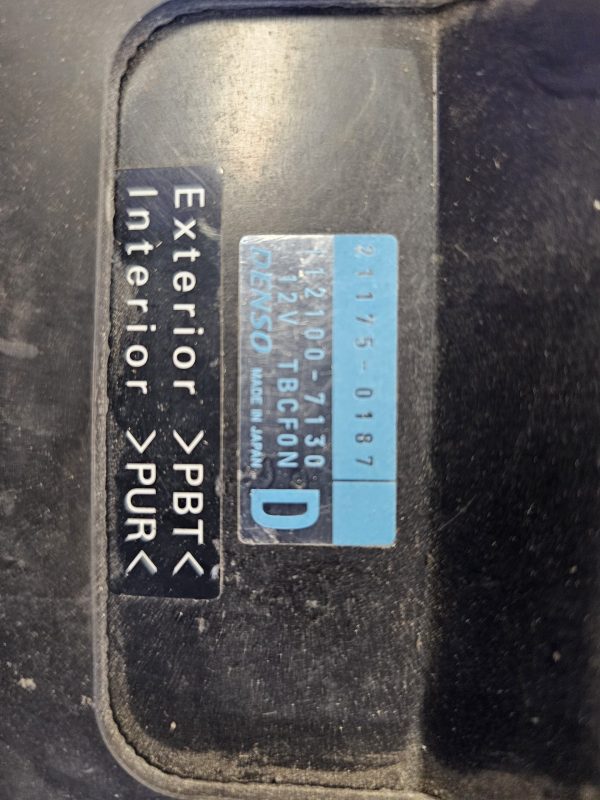 21175-0187
112100-7130
12V TBCF0N
DENSO MADE IN JAPAN D
Exterior >PBT<
Interior >PUR<